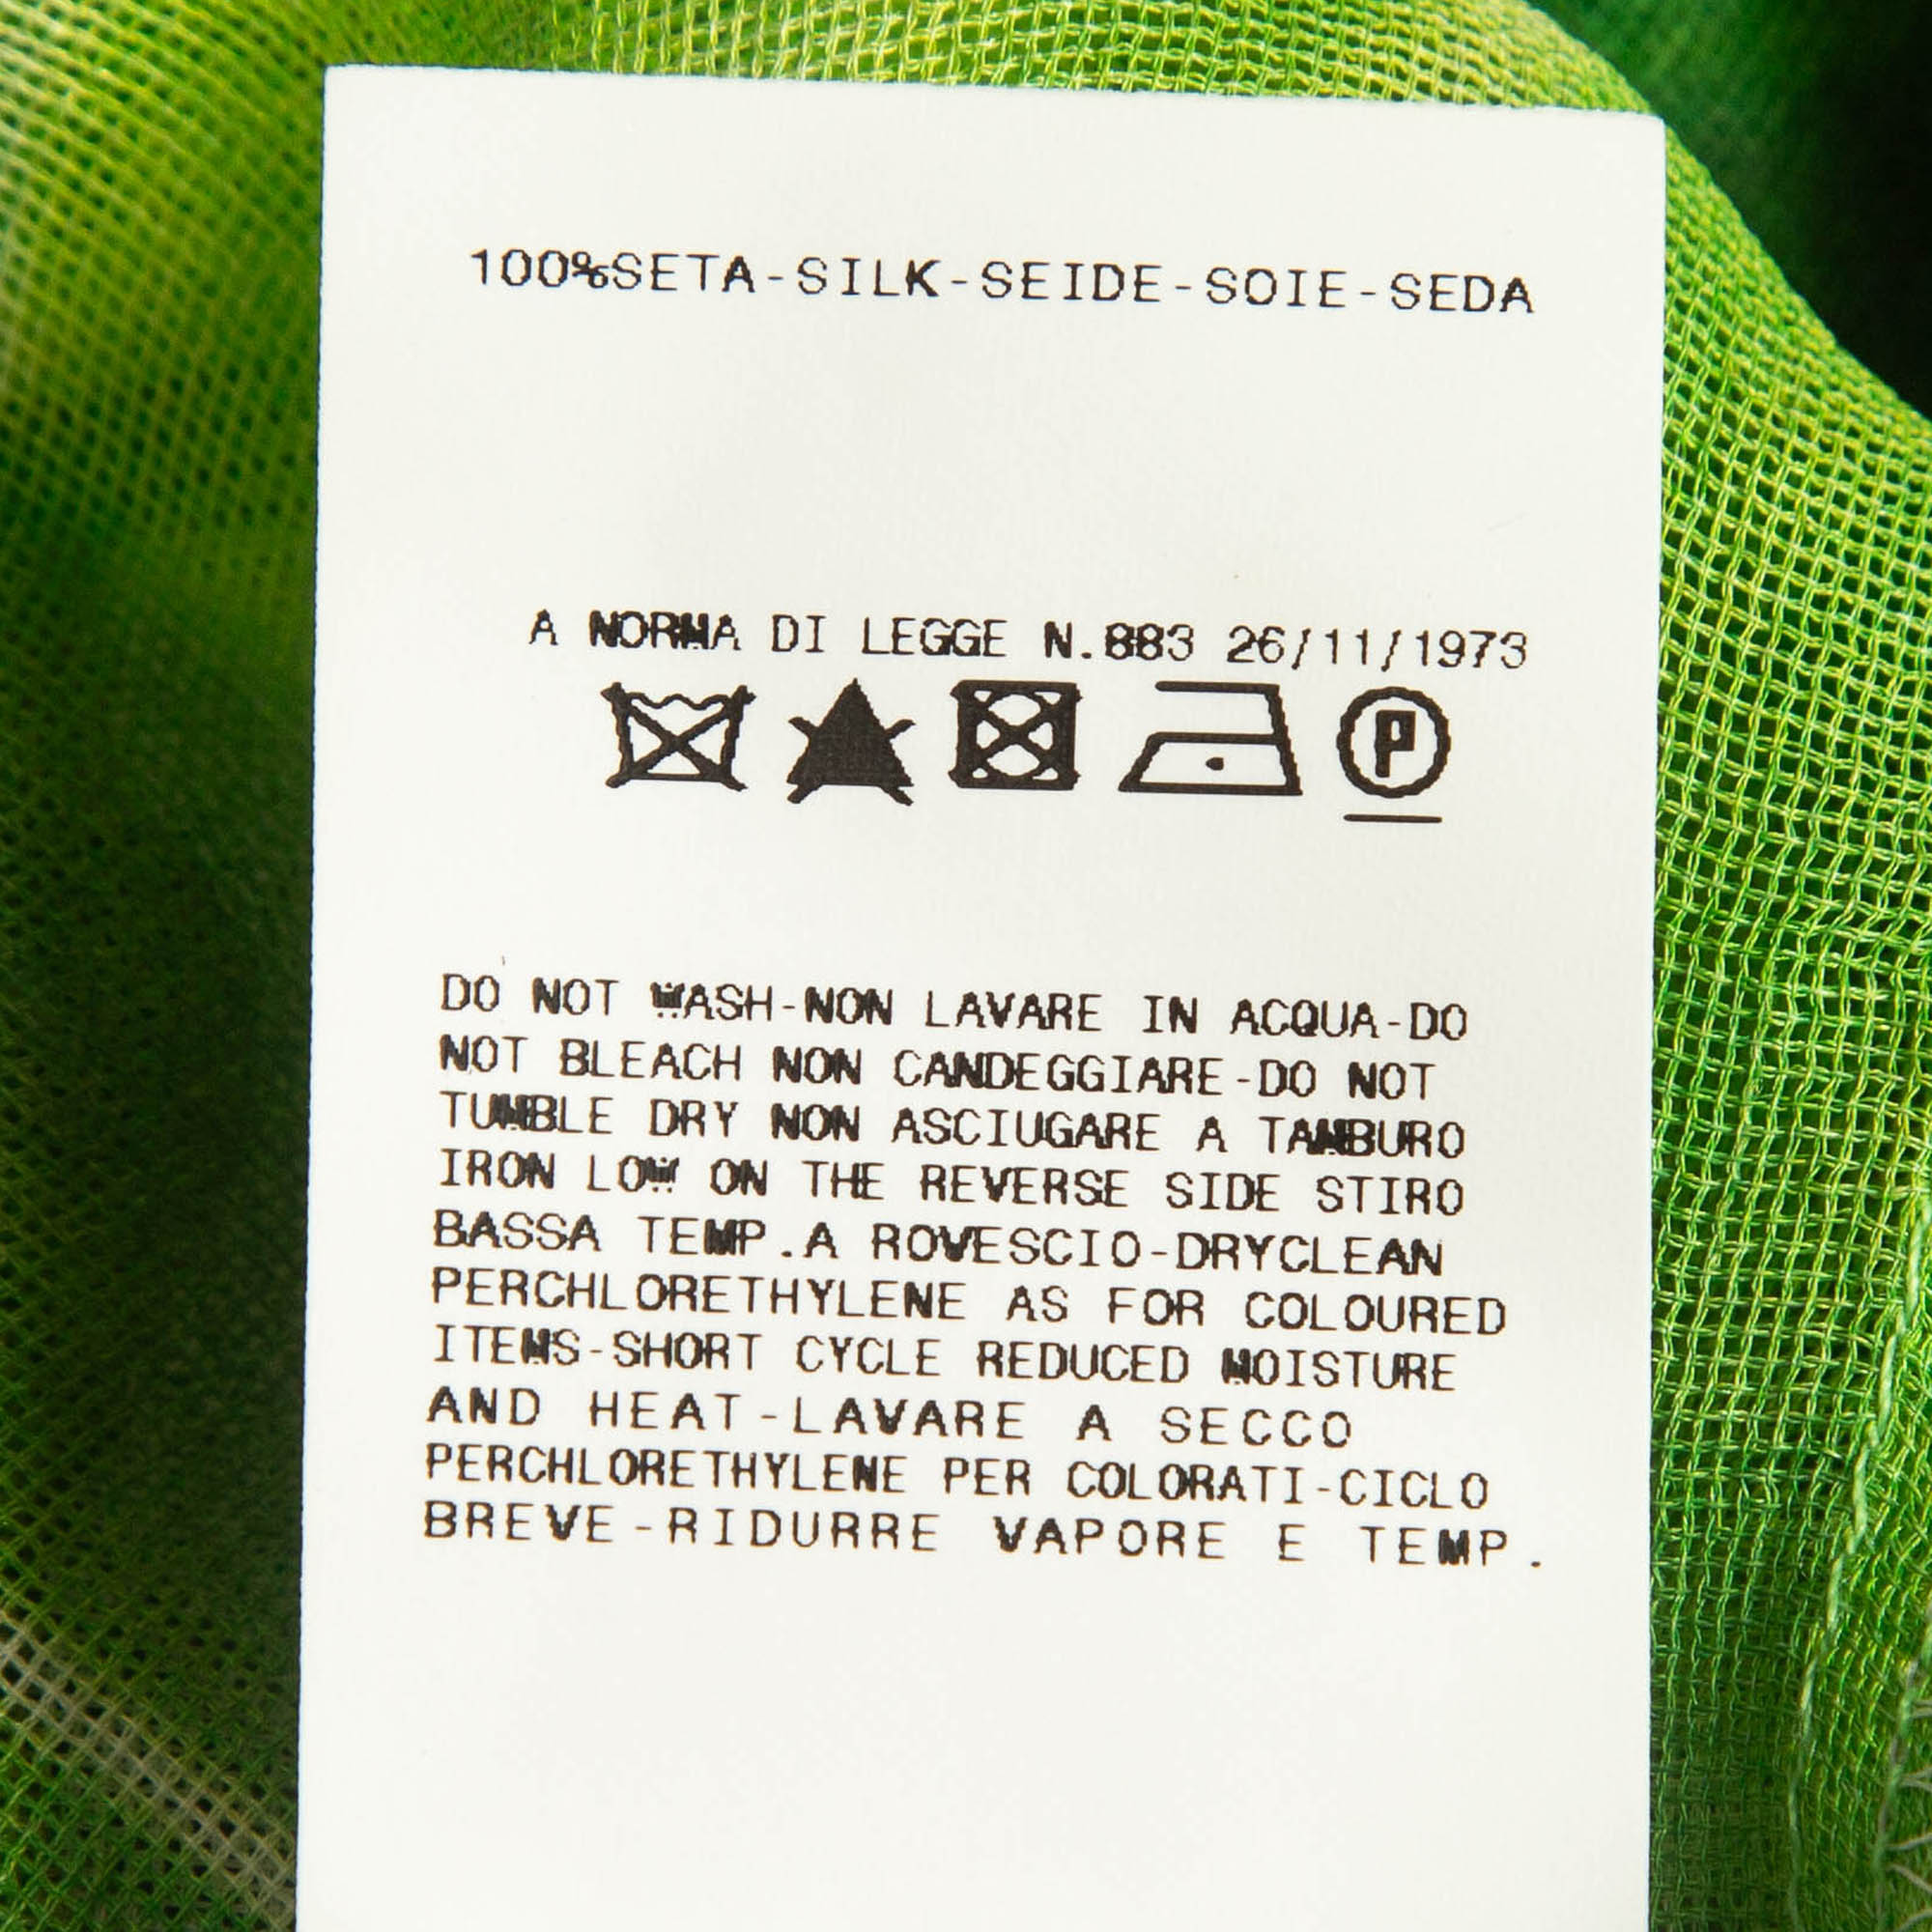 100%SETA-SILK-SEIDE-SOIE-SEDA
A NORMA DI LEGGE N.883 26/11/1973
P
DO NOT WASH-NON LAVARE IN ACQUA-DO
NOT BLEACH NON CANDEGGIARE-DO NOT
TUMBLE DRY NON ASCIUGARE A TAMBURO
IRON LOW ON THE REVERSE SIDE STIRO
BASSA TEMP.A ROVESCIO-DRYCLEAN
PERCHLORETHYLENE AS FOR COLOURED
ITEMS-SHORT CYCLE REDUCED MOISTURE
AND HEAT-LAVARE A SECCO
PERCHLORETHYLENE PER COLORATI-CICLO
BREVE-RIDURRE VAPORE E TEMP.